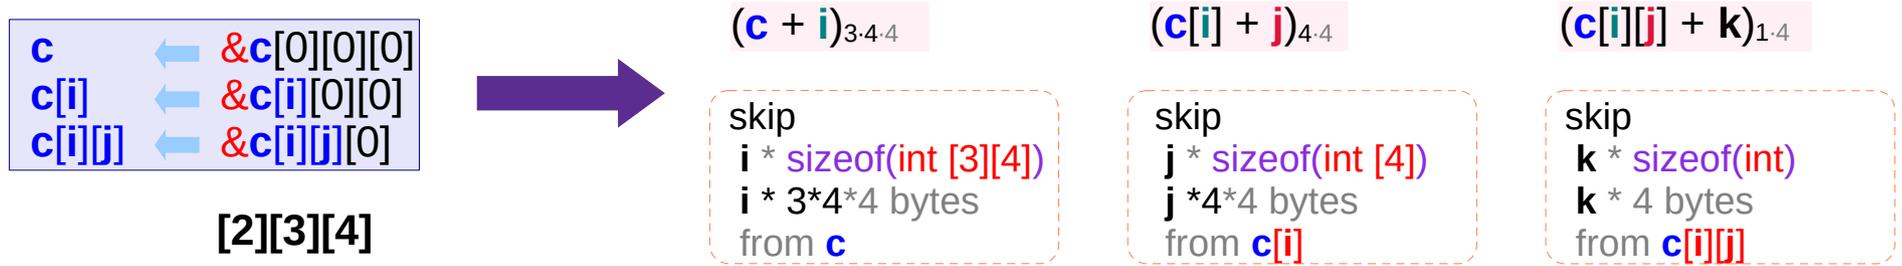 c &c[0][0][0]
c[i] &c[i][0][0]
c[i][j] &c[i][j][0]
[2][3][4]
(c + i)3·4·4
skip
i * sizeof(int [3][4])
i * 3*4*4 bytes
from c
(c[i] + j)4·4
skip
j * sizeof(int [4])
j *4*4 bytes
from c[i]
(c[i][j] + k)1·4
skip
k * sizeof(int)
k * 4 bytes
from c[i][j]